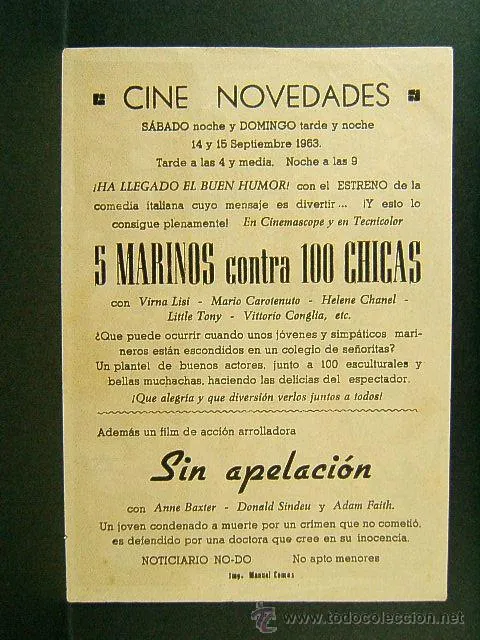 CINE NOVEDADES
SÁBADO noche y DOMINGO tarde y noche
14 y 15 Septiembre 1963.
Tarde a las 4 y media. Noche a las 9
¡HA LLEGADO EL BUEN HUMOR! con el ESTRENO de la
comedia italiana cuyo mensaje es divertir... ¡Y esto lo
consigue plenamente! En Cinemascope y en Tecnicolor
5 MARINOS contra 100 CHICAS
con Virna Lisi - Mario Carotenuto - Helene Chanel -
Little Tony - Vittorio Conglia, etc.
¿Que puede ocurrir cuando unos jóvenes y simpáticos mari-
neros están escondidos en un colegio de señoritas?
Un plantel de buenos actores, junto a 100 esculturales y
bellas muchachas, haciendo las delicias del espectador.
¡Que alegría y que diversión verlos juntos a todos!
Además un film de acción arrolladora
Sin apelación
con Anne Baxter - Donald Sindeu y Adam Faith.
Un joven condenado a muerte por un crimen que no cometió,
es defendido por una doctora que cree en su inocencia.
NOTICIARIO NO-DO No apto menores
Imp. Manuel Comas
todocoleccion.net